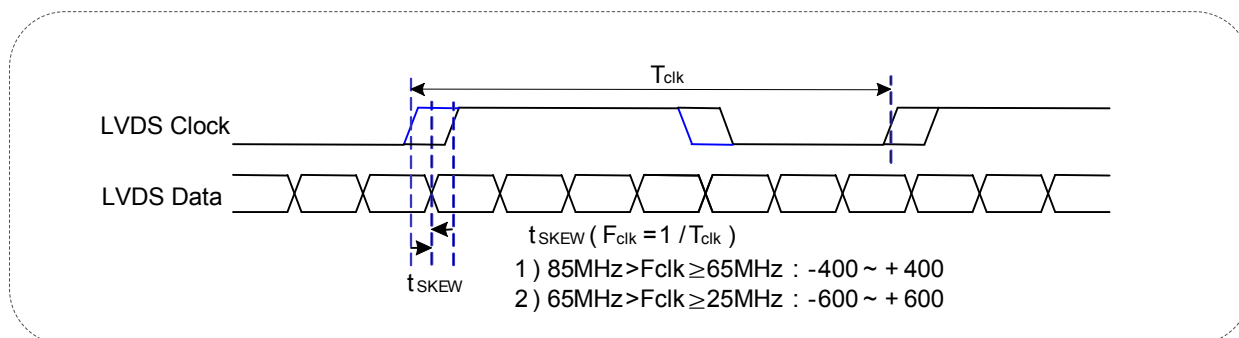 Tclk
LVDS Clock
LVDS Data
tSKEW ( Fclk = 1 / Tclk )
1 ) 85MHz > Fclk ≥ 65MHz : -400 ~ + 400
tSKEW
2 ) 65MHz > Fclk ≥ 25MHz : -600 ~ + 600